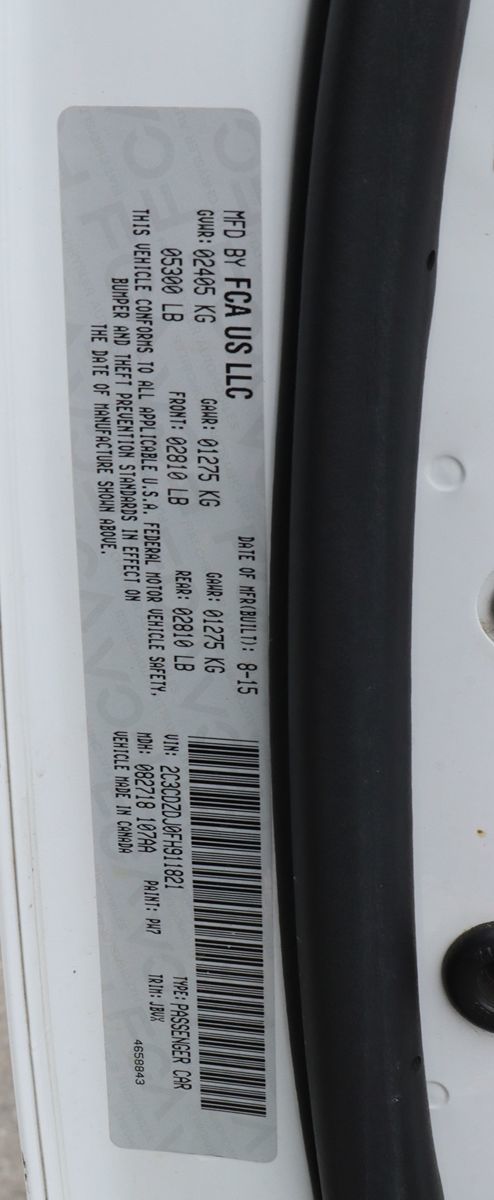 MFD BY FCA US LLC DATE OF MFR(BUILT): 8-15
GVWR: 02405 KG GAWR: 01275 KG GAWR: 01275 KG
05300 LB FRONT: 02810 LB REAR: 02810 LB
THIS VEHICLE CONFORMS TO ALL APPLICABLE U.S.A. FEDERAL MOTOR VEHICLE SAFETY,
BUMPER AND THEFT PREVENTION STANDARDS IN EFFECT ON
THE DATE OF MANUFACTURE SHOWN ABOVE.
VIN: 2C3CDZDJ0FH911821 TYPE: PASSENGER CAR
MDH: 082718 107AA PAINT: PW7 TRIM: JBVX
VEHICLE MADE IN CANADA 4658843